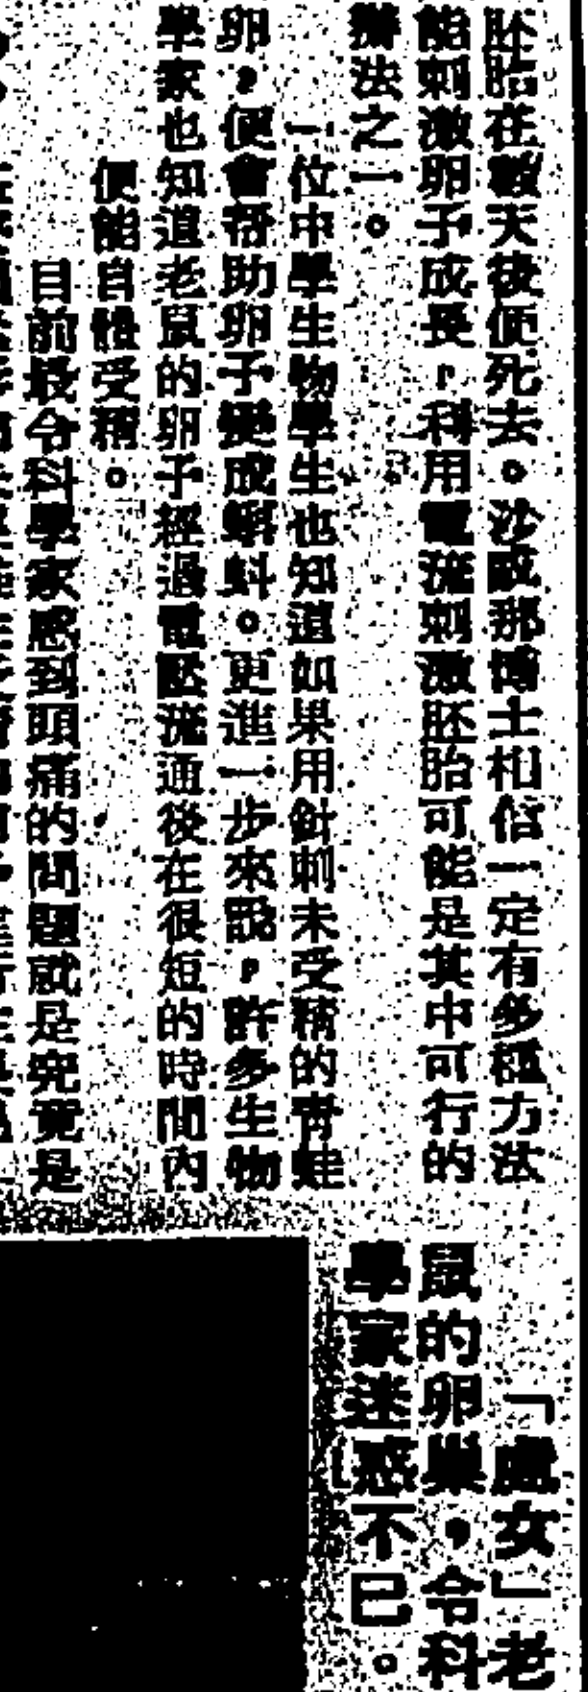 胚胎在數天後便死去。沙敏那博士相信一定有多種方法
能刺激卵子成長，利用電流刺激胚胎可能是其中可行的
辦法之一。
一位中學生物學生也知道如果用針刺未受精的青蛙
卵，便會帮助卵子變成蝌蚪。更進一步來說，許多生物
學家也知道老鼠的卵子經過電壓流通後在很短的時間內
便能自體受精。
目前最令科學家感到頭痛的問題就是究竟是
「處女」老
鼠的卵巢，令科
學家迷惑不已。